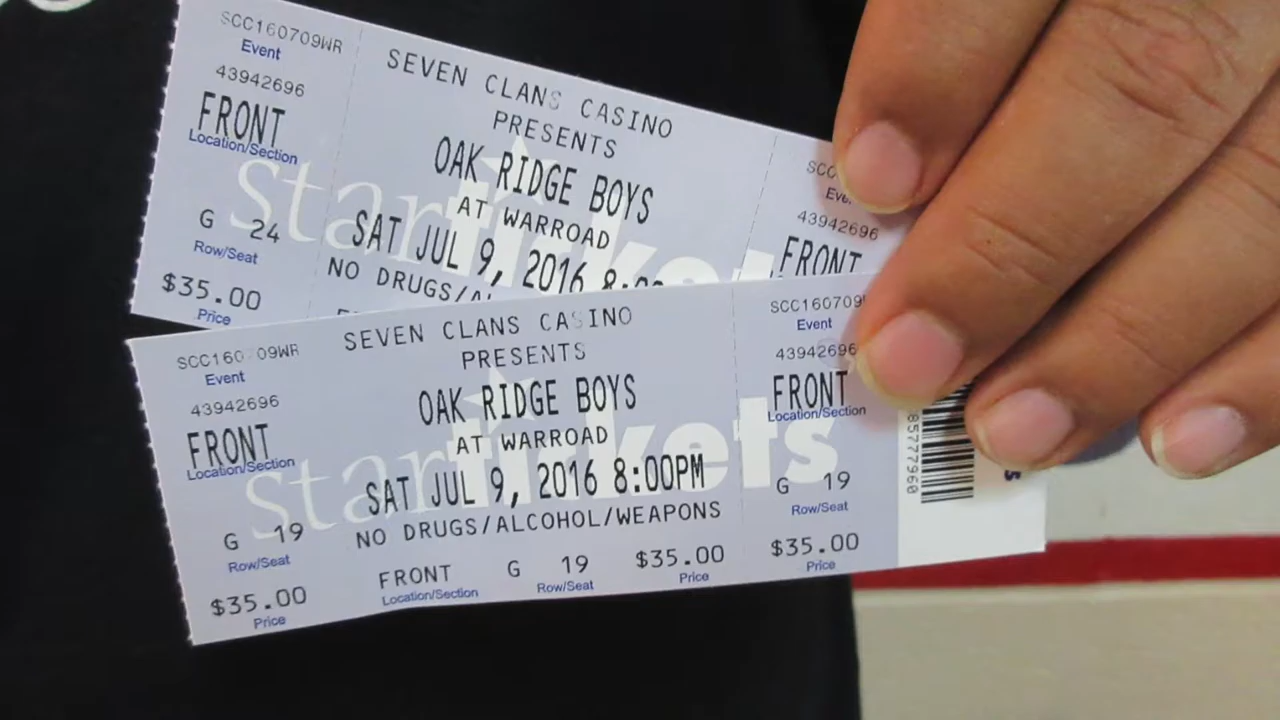 SCC160709WR
Event
43942696
FRONT
Location/Section
G 24
Row/Seat
$35.00
Price
SEVEN CLANS CASINO
PRESENTS
OAK RIDGE BOYS
AT WARROAD
SAT JUL 9, 2016
NO DRUGS/
startickets
43942696
FRONT
SCC160709WR
Event
43942696
FRONT
Location/Section
G 19
Row/Seat
$35.00
Price
SEVEN CLANS CASINO
PRESENTS
OAK RIDGE BOYS
AT WARROAD
SAT JUL 9, 2016 8:00PM
NO DRUGS/ALCOHOL/WEAPONS
FRONT G 19 $35.00
Location/Section Row/Seat Price
startickets
SCC160709
Event
43942696
FRONT
Location/Section
G 19
Row/Seat
$35.00
Price
85777960